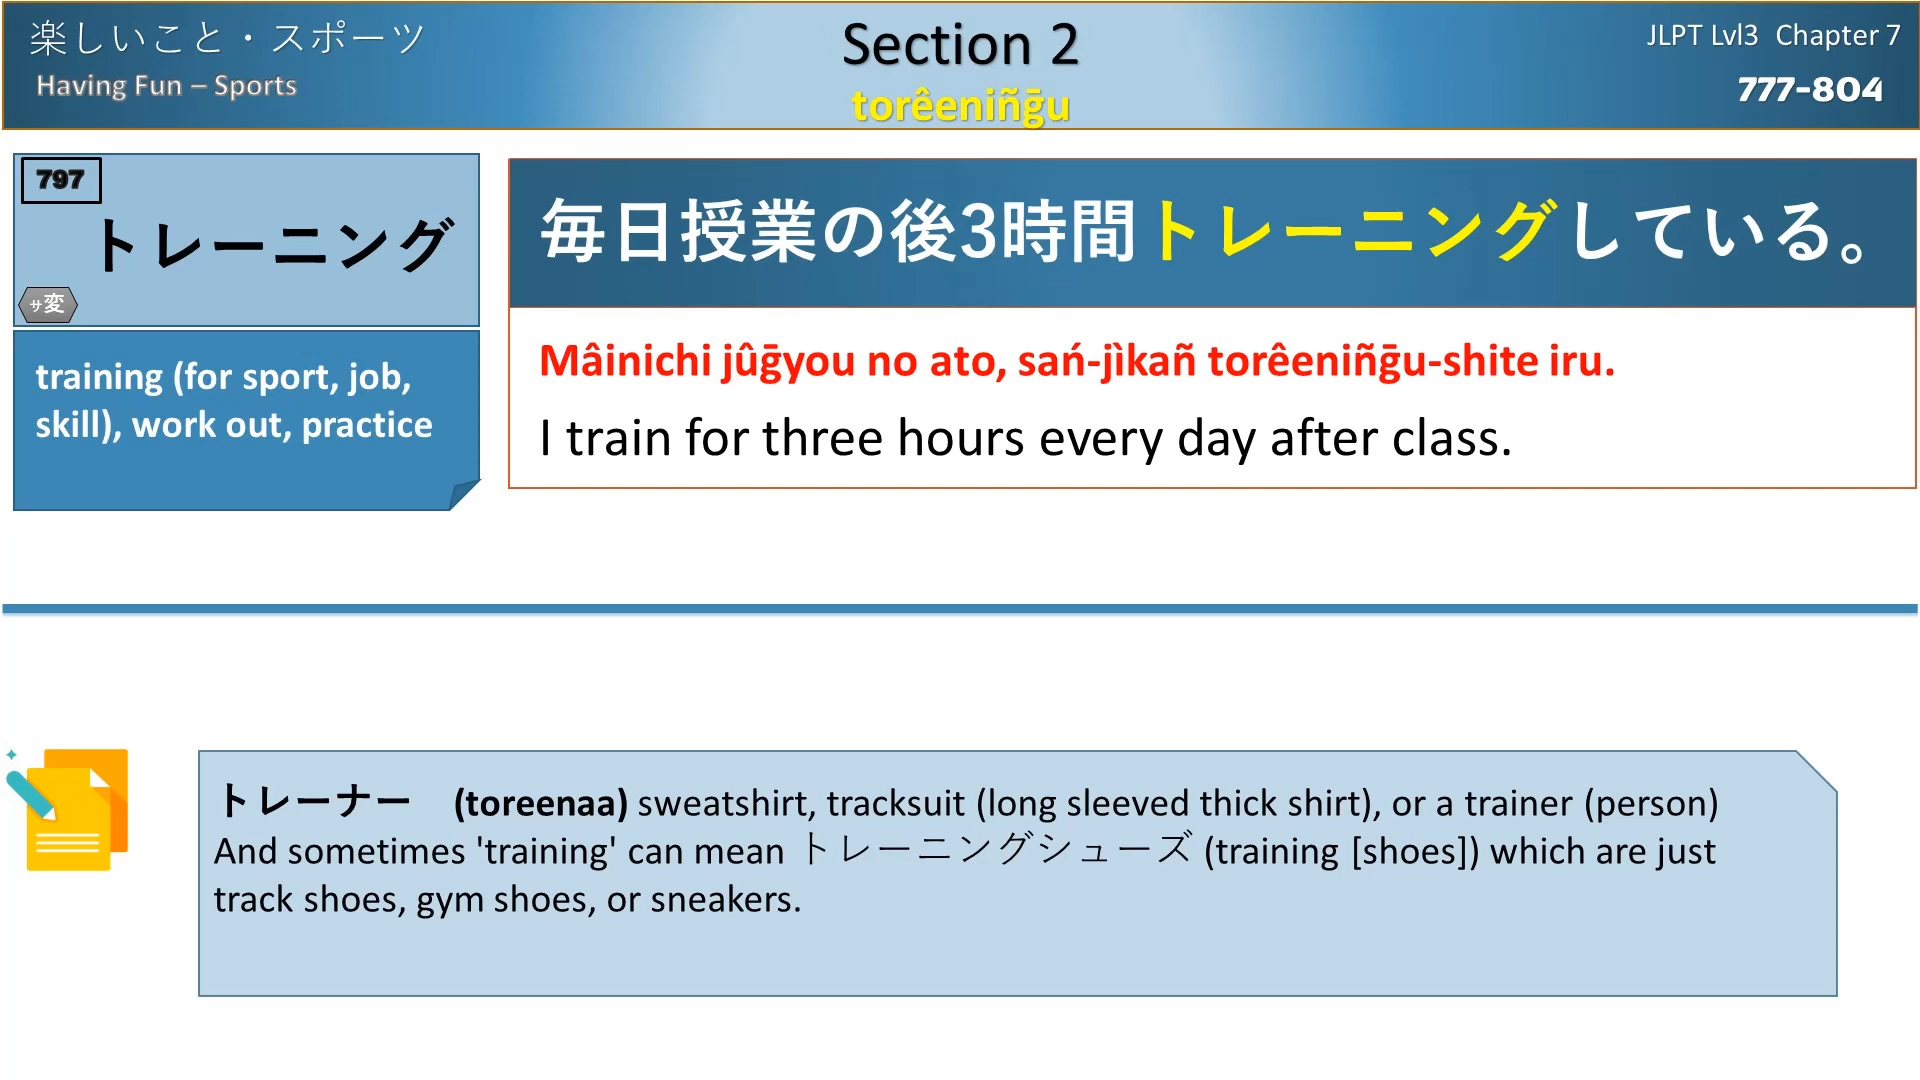 楽しいこと・スポーツ
Having Fun – Sports
Section 2
torêeniñḡu
JLPT Lvl3 Chapter 7
777-804
797
トレーニング
サ変
training (for sport, job,
skill), work out, practice
毎日授業の後3時間トレーニングしている。
Mâinichi jûḡyou no ato, sań-jìkañ torêeniñḡu-shite iru.
I train for three hours every day after class.
トレーナー (toreenaa) sweatshirt, tracksuit (long sleeved thick shirt), or a trainer (person)
And sometimes 'training' can mean トレーニングシューズ (training [shoes]) which are just
track shoes, gym shoes, or sneakers.